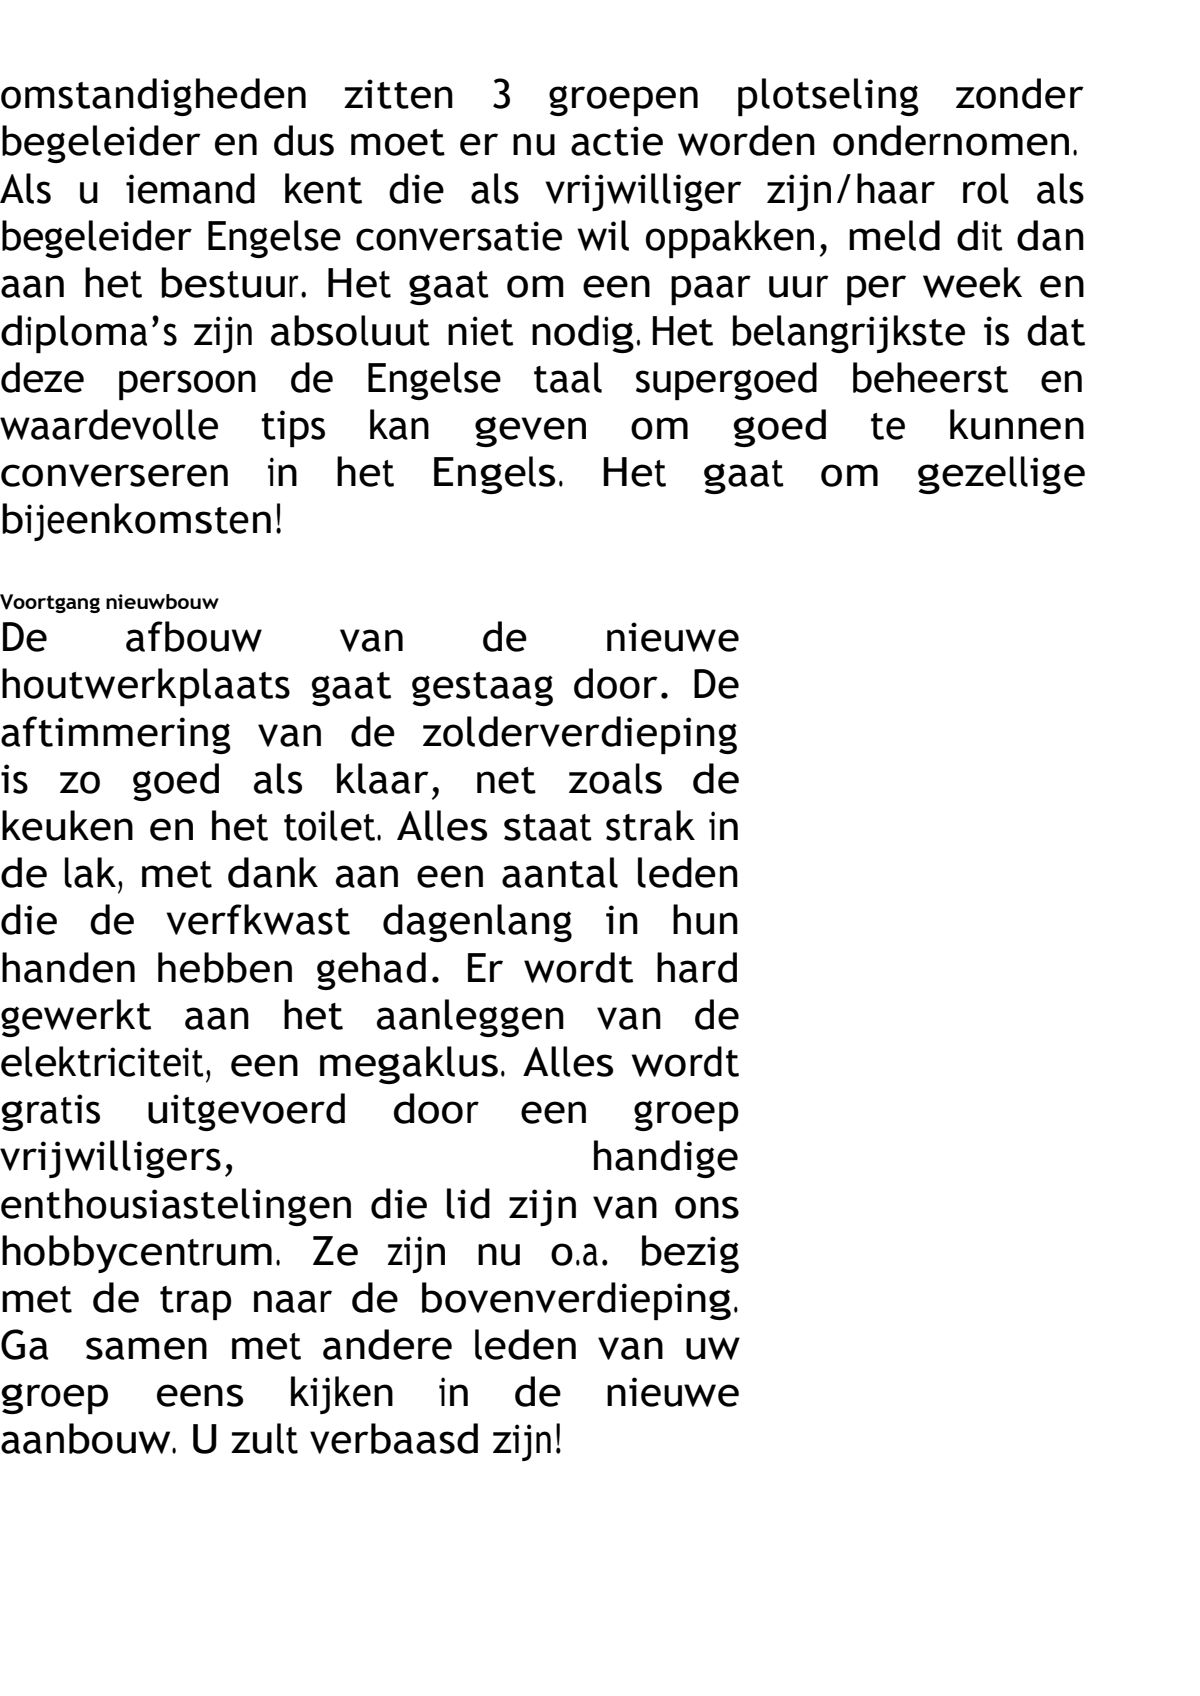 omstandigheden zitten 3 groepen plotseling zonder
begeleider en dus moet er nu actie worden ondernomen.
Als u iemand kent die als vrijwilliger zijn/haar rol als
begeleider Engelse conversatie wil oppakken, meld dit dan
aan het bestuur. Het gaat om een paar uur per week en
diploma’s zijn absoluut niet nodig. Het belangrijkste is dat
deze persoon de Engelse taal supergoed beheerst en
waardevolle tips kan geven om goed te kunnen
converseren in het Engels. Het gaat om gezellige
bijeenkomsten!
Voortgang nieuwbouw
De afbouw van de nieuwe
houtwerkplaats gaat gestaag door. De
aftimmering van de zolderverdieping
is zo goed als klaar, net zoals de
keuken en het toilet. Alles staat strak in
de lak, met dank aan een aantal leden
die de verfkwast dagenlang in hun
handen hebben gehad. Er wordt hard
gewerkt aan het aanleggen van de
elektriciteit, een megaklus. Alles wordt
gratis uitgevoerd door een groep
vrijwilligers, handige
enthousiastelingen die lid zijn van ons
hobbycentrum. Ze zijn nu o.a. bezig
met de trap naar de bovenverdieping.
Ga samen met andere leden van uw
groep eens kijken in de nieuwe
aanbouw. U zult verbaasd zijn!